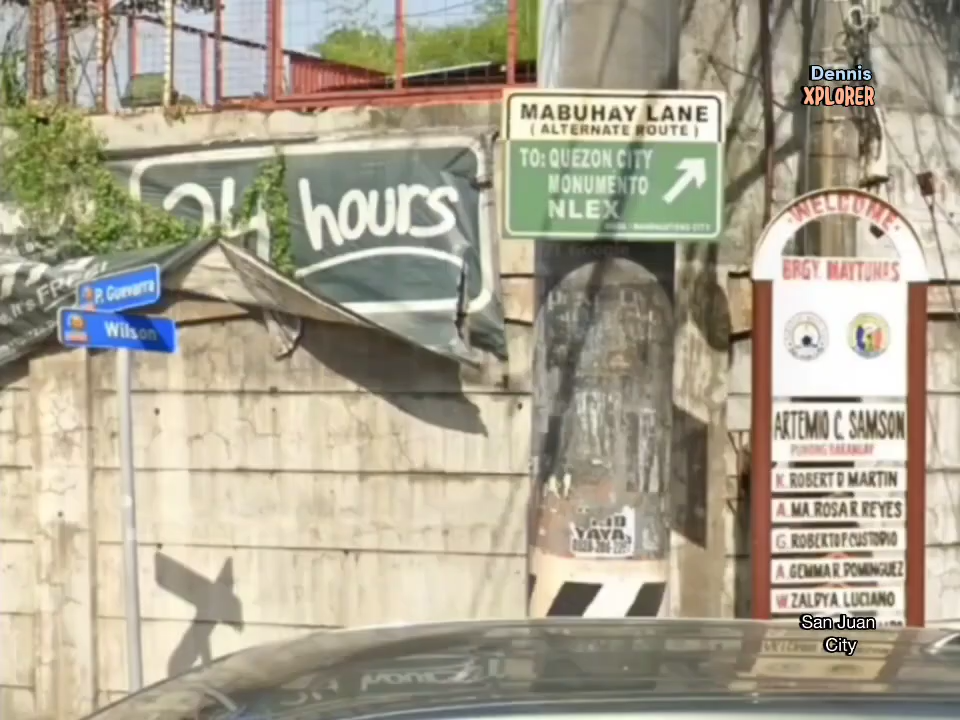 Dennis
XPLORER
MABUHAY LANE
( ALTERNATE ROUTE )
TO: QUEZON CITY
MONUMENTO
NLEX
24 hours
P. Guevarra
Wilson
WELCOME
BRGY. MAYTUNAS
ARTEMIO C. SAMSON
PUNONG BARANGAY
K. ROBERT D MARTIN
A. MA. ROSA R. REYES
G. ROBERTO P. CUSTODIO
A. GEMMA R. DOMINGUEZ
W. ZALDY A. LUCIANO
YAYA
San Juan
City